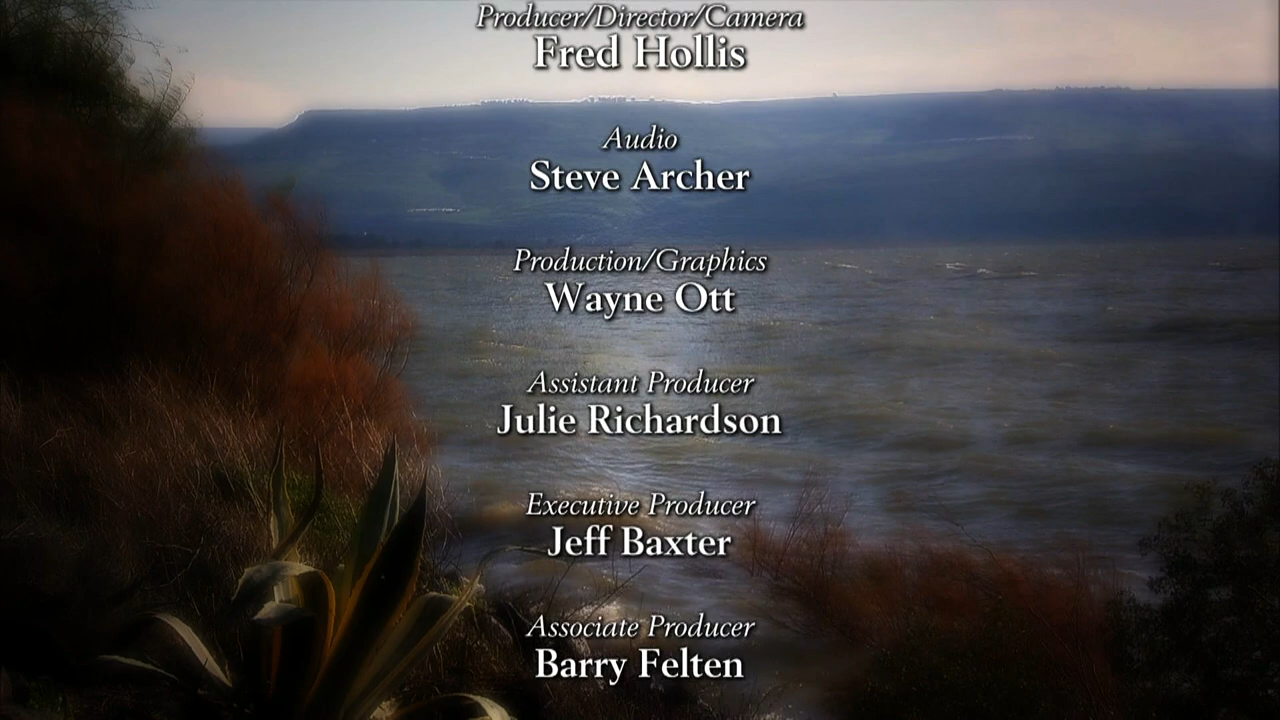 Producer/Director/Camera
Fred Hollis
Audio
Steve Archer
Production/Graphics
Wayne Ott
Assistant Producer
Julie Richardson
Executive Producer
Jeff Baxter
Associate Producer
Barry Felten